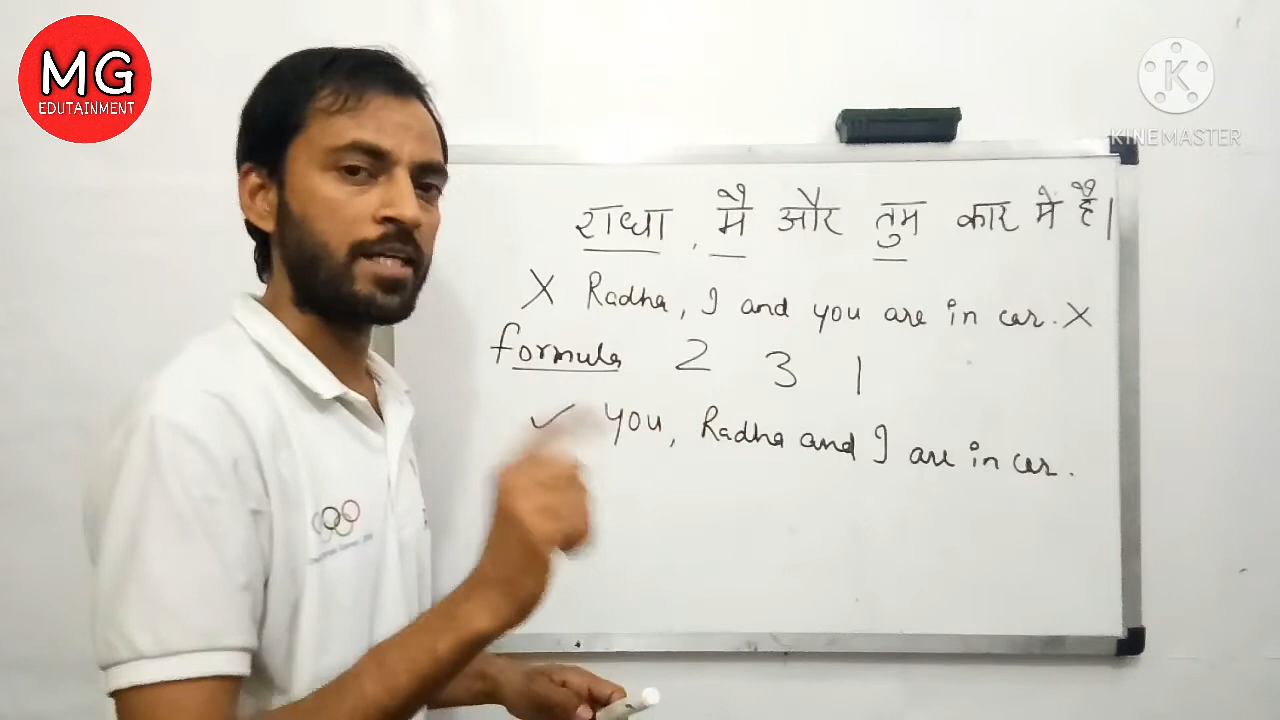 MG
EDUTAINMENT
K
KINEMASTER
राधा, मैं और तुम कार में हैं।
X Radha, I and you are in car. X
formula 2 3 1
✓ you, Radha and I are in car.